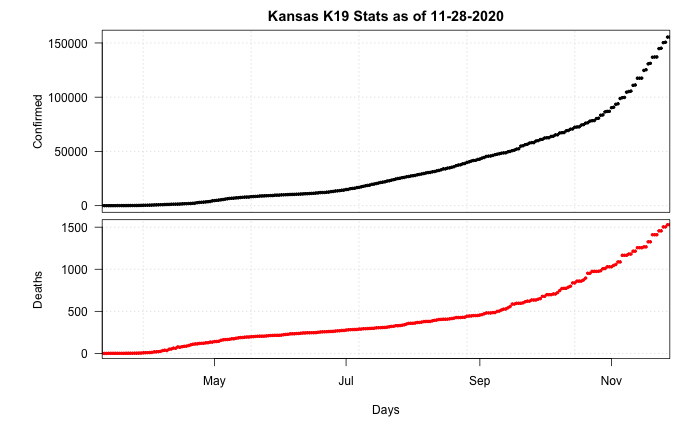 Kansas K19 Stats as of 11-28-2020
150000
100000
50000
0
Confirmed
1500
1000
500
0
Deaths
May Jul Sep Nov
Days